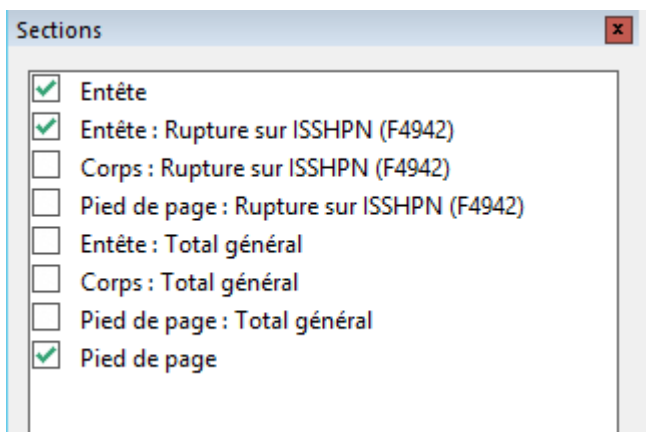 Sections
Entête
Entête : Rupture sur ISSHPN (F4942)
Corps : Rupture sur ISSHPN (F4942)
Pied de page : Rupture sur ISSHPN (F4942)
Entête : Total général
Corps : Total général
Pied de page : Total général
Pied de page